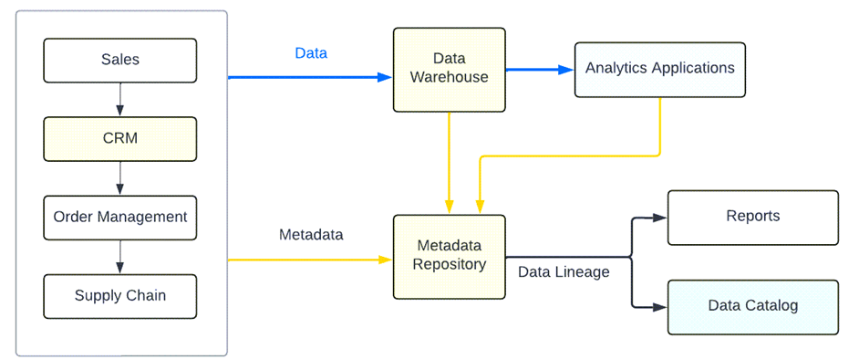 Sales
CRM
Order Management
Supply Chain
Data
Metadata
Data
Warehouse
Analytics Applications
Metadata
Repository
Data Lineage
Reports
Data Catalog